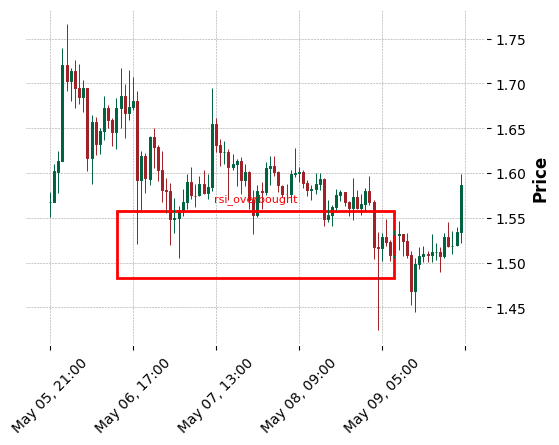 1.75
1.70
1.65
1.60
1.55
1.50
1.45
Price
rsi_overbought
May 05, 21:00
May 06, 17:00
May 07, 13:00
May 08, 09:00
May 09, 05:00